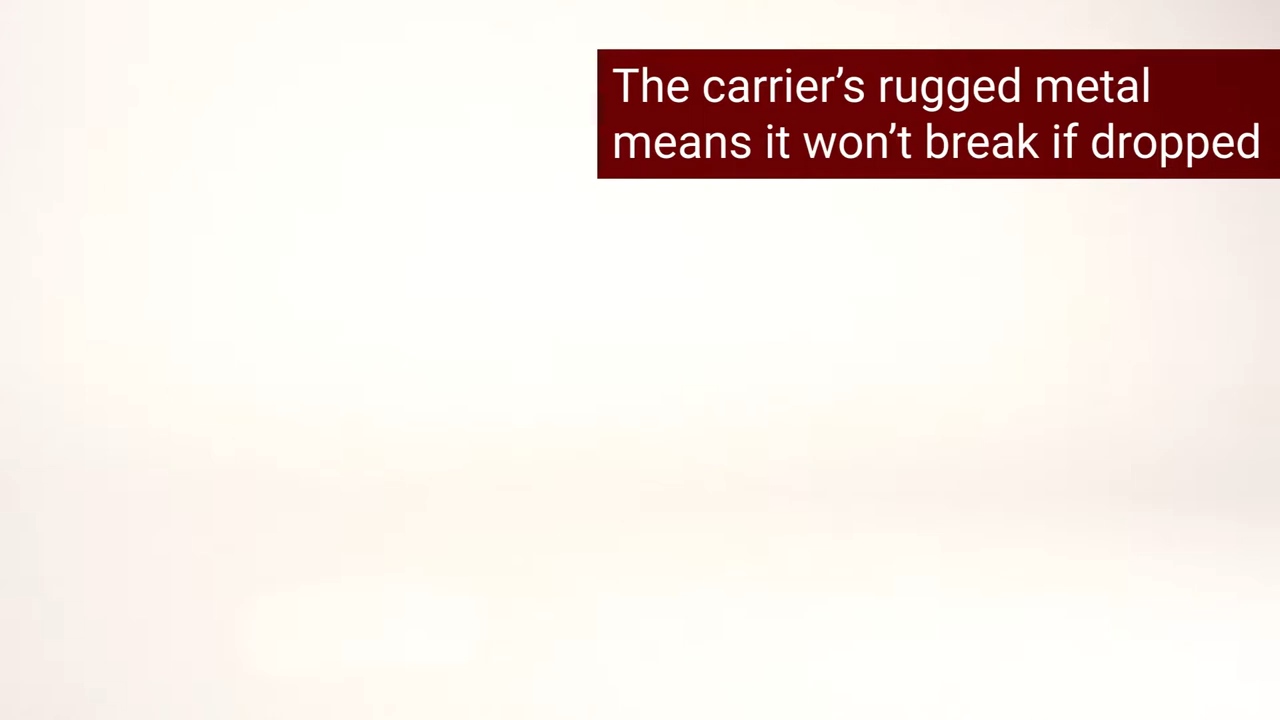 The carrier’s rugged metal
means it won’t break if dropped